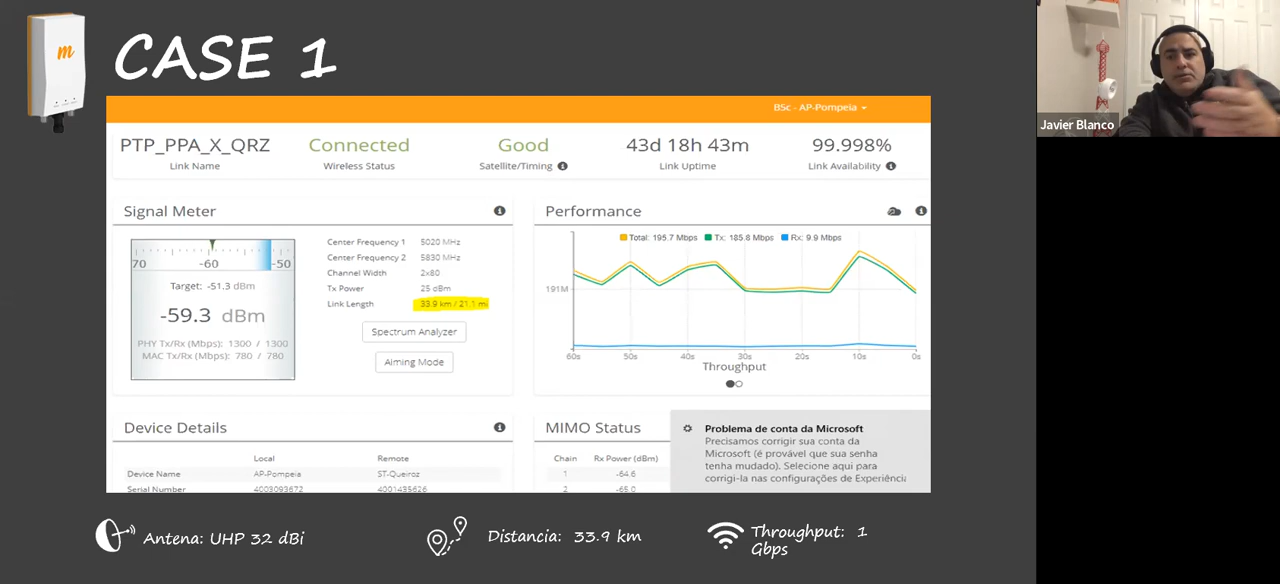 m
CASE 1
Javier Blanco
BSc - AP-Pompeia
PTP_PPA_X_QRZ
Connected
Good
43d 18h 43m
99.998%
Link Name
Wireless Status
Satellite/Timing
Link Uptime
Link Availability
Signal Meter
70 -60 -50
Target: -51.3 dBm
-59.3 dBm
PHY Tx/Rx (Mbps): 1300 / 1300
MAC Tx/Rx (Mbps): 780 / 780
Center Frequency 1 5020 MHz
Center Frequency 2 5830 MHz
Channel Width 2x80
Tx Power 25 dBm
Link Length 33.9 km / 21.1 mi
Spectrum Analyzer
Aiming Mode
Performance
Total: 195.7 Mbps Tx: 185.8 Mbps Rx: 9.9 Mbps
191M
60s 50s 40s 30s 20s 10s 0s
Throughput
Device Details
Local Remote
Device Name AP-Pompeia ST-Queiroz
Serial Number 4003093672 4001435626
MIMO Status
Chain Rx Power (dBm)
1 -64.6
2 -65.0
Problema de conta da Microsoft
Precisamos corrigir sua conta da
Microsoft (é provável que sua senha
tenha mudado). Selecione aqui para
corrigi-la nas configurações de Experiência
Antena: UHP 32 dBi
Distancia: 33.9 km
Throughput: 1
Gbps